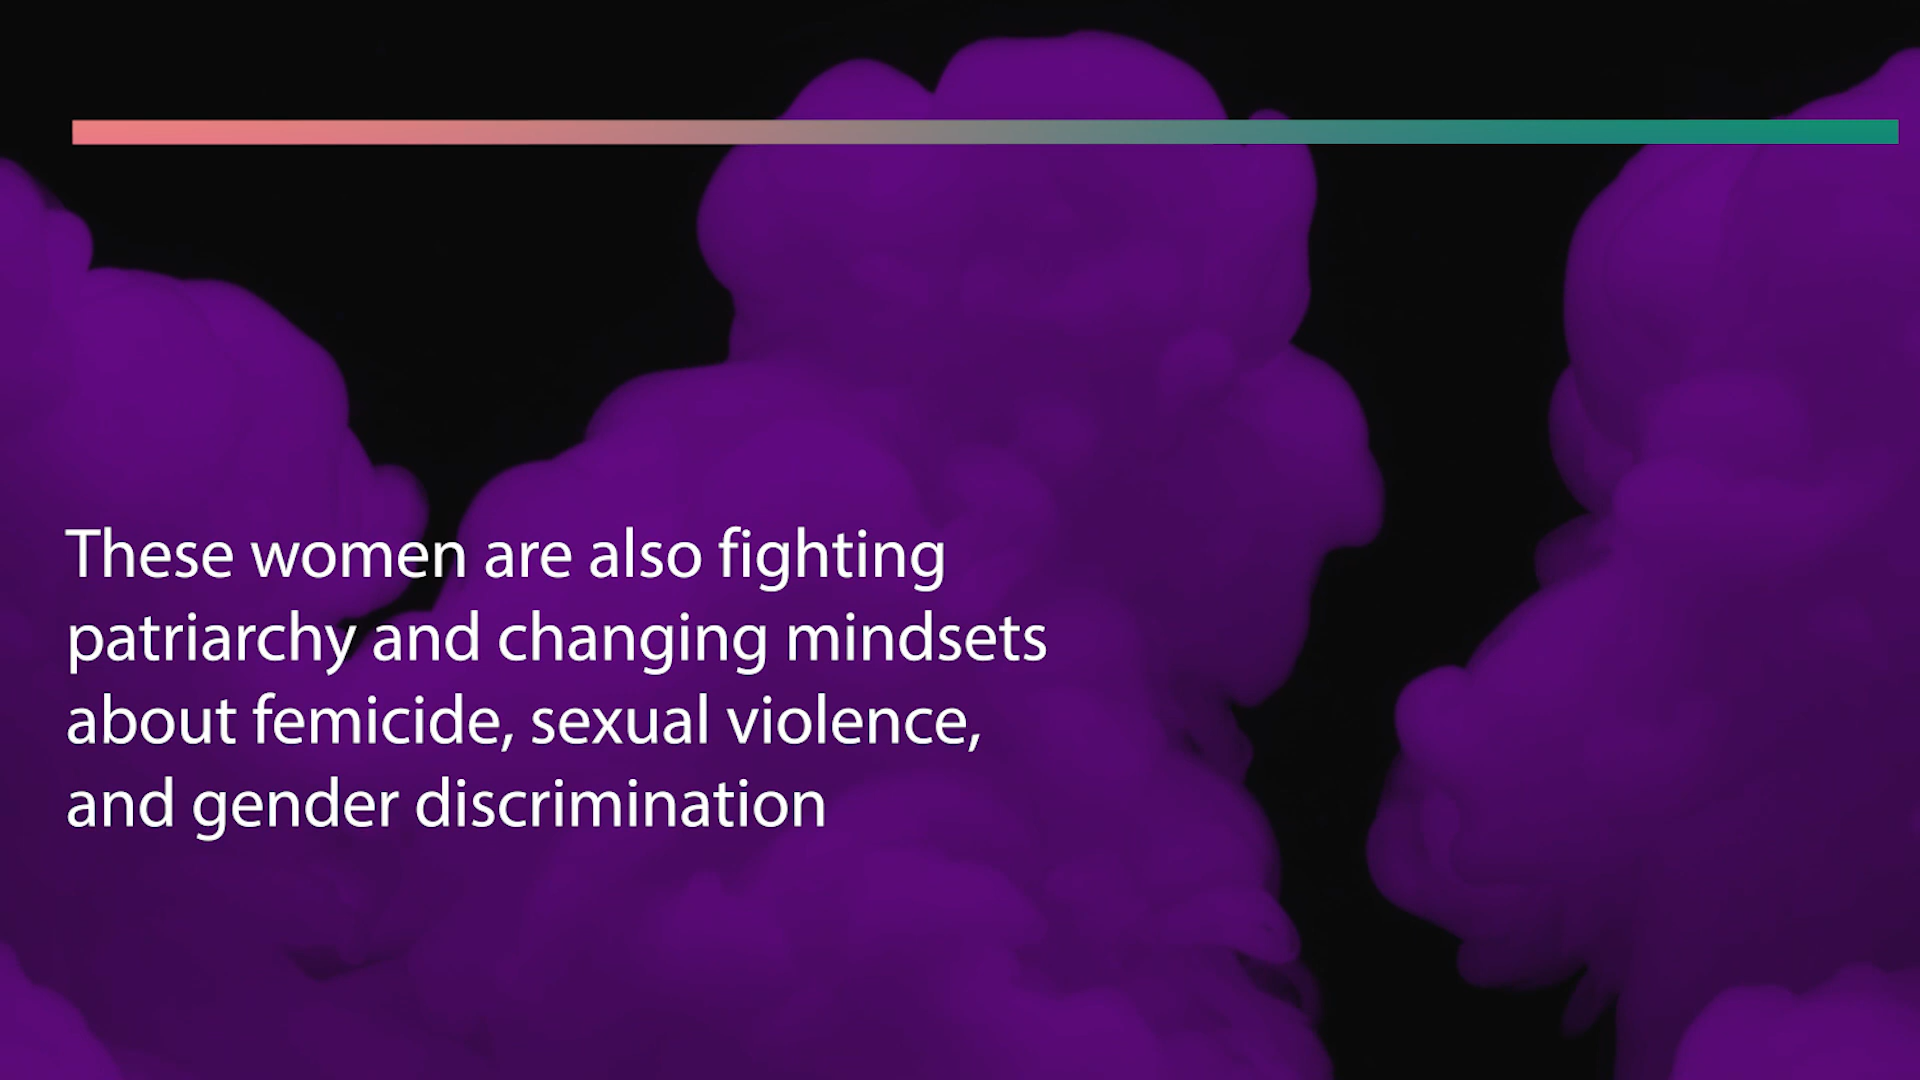 These women are also fighting
patriarchy and changing mindsets
about femicide, sexual violence,
and gender discrimination